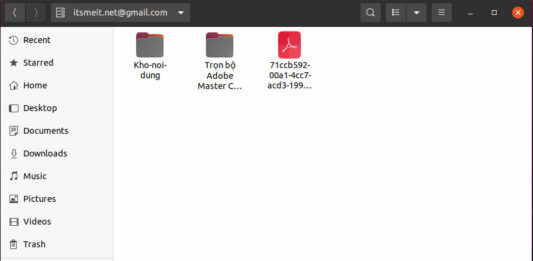 itsmeit.net@gmail.com
Recent
Starred
Home
Desktop
Documents
Downloads
Music
Pictures
Videos
Trash
Kho-noi-
dung
Trọn bộ
Adobe
Master C...
71ccb592-
00a1-4cc7-
acd3-199...